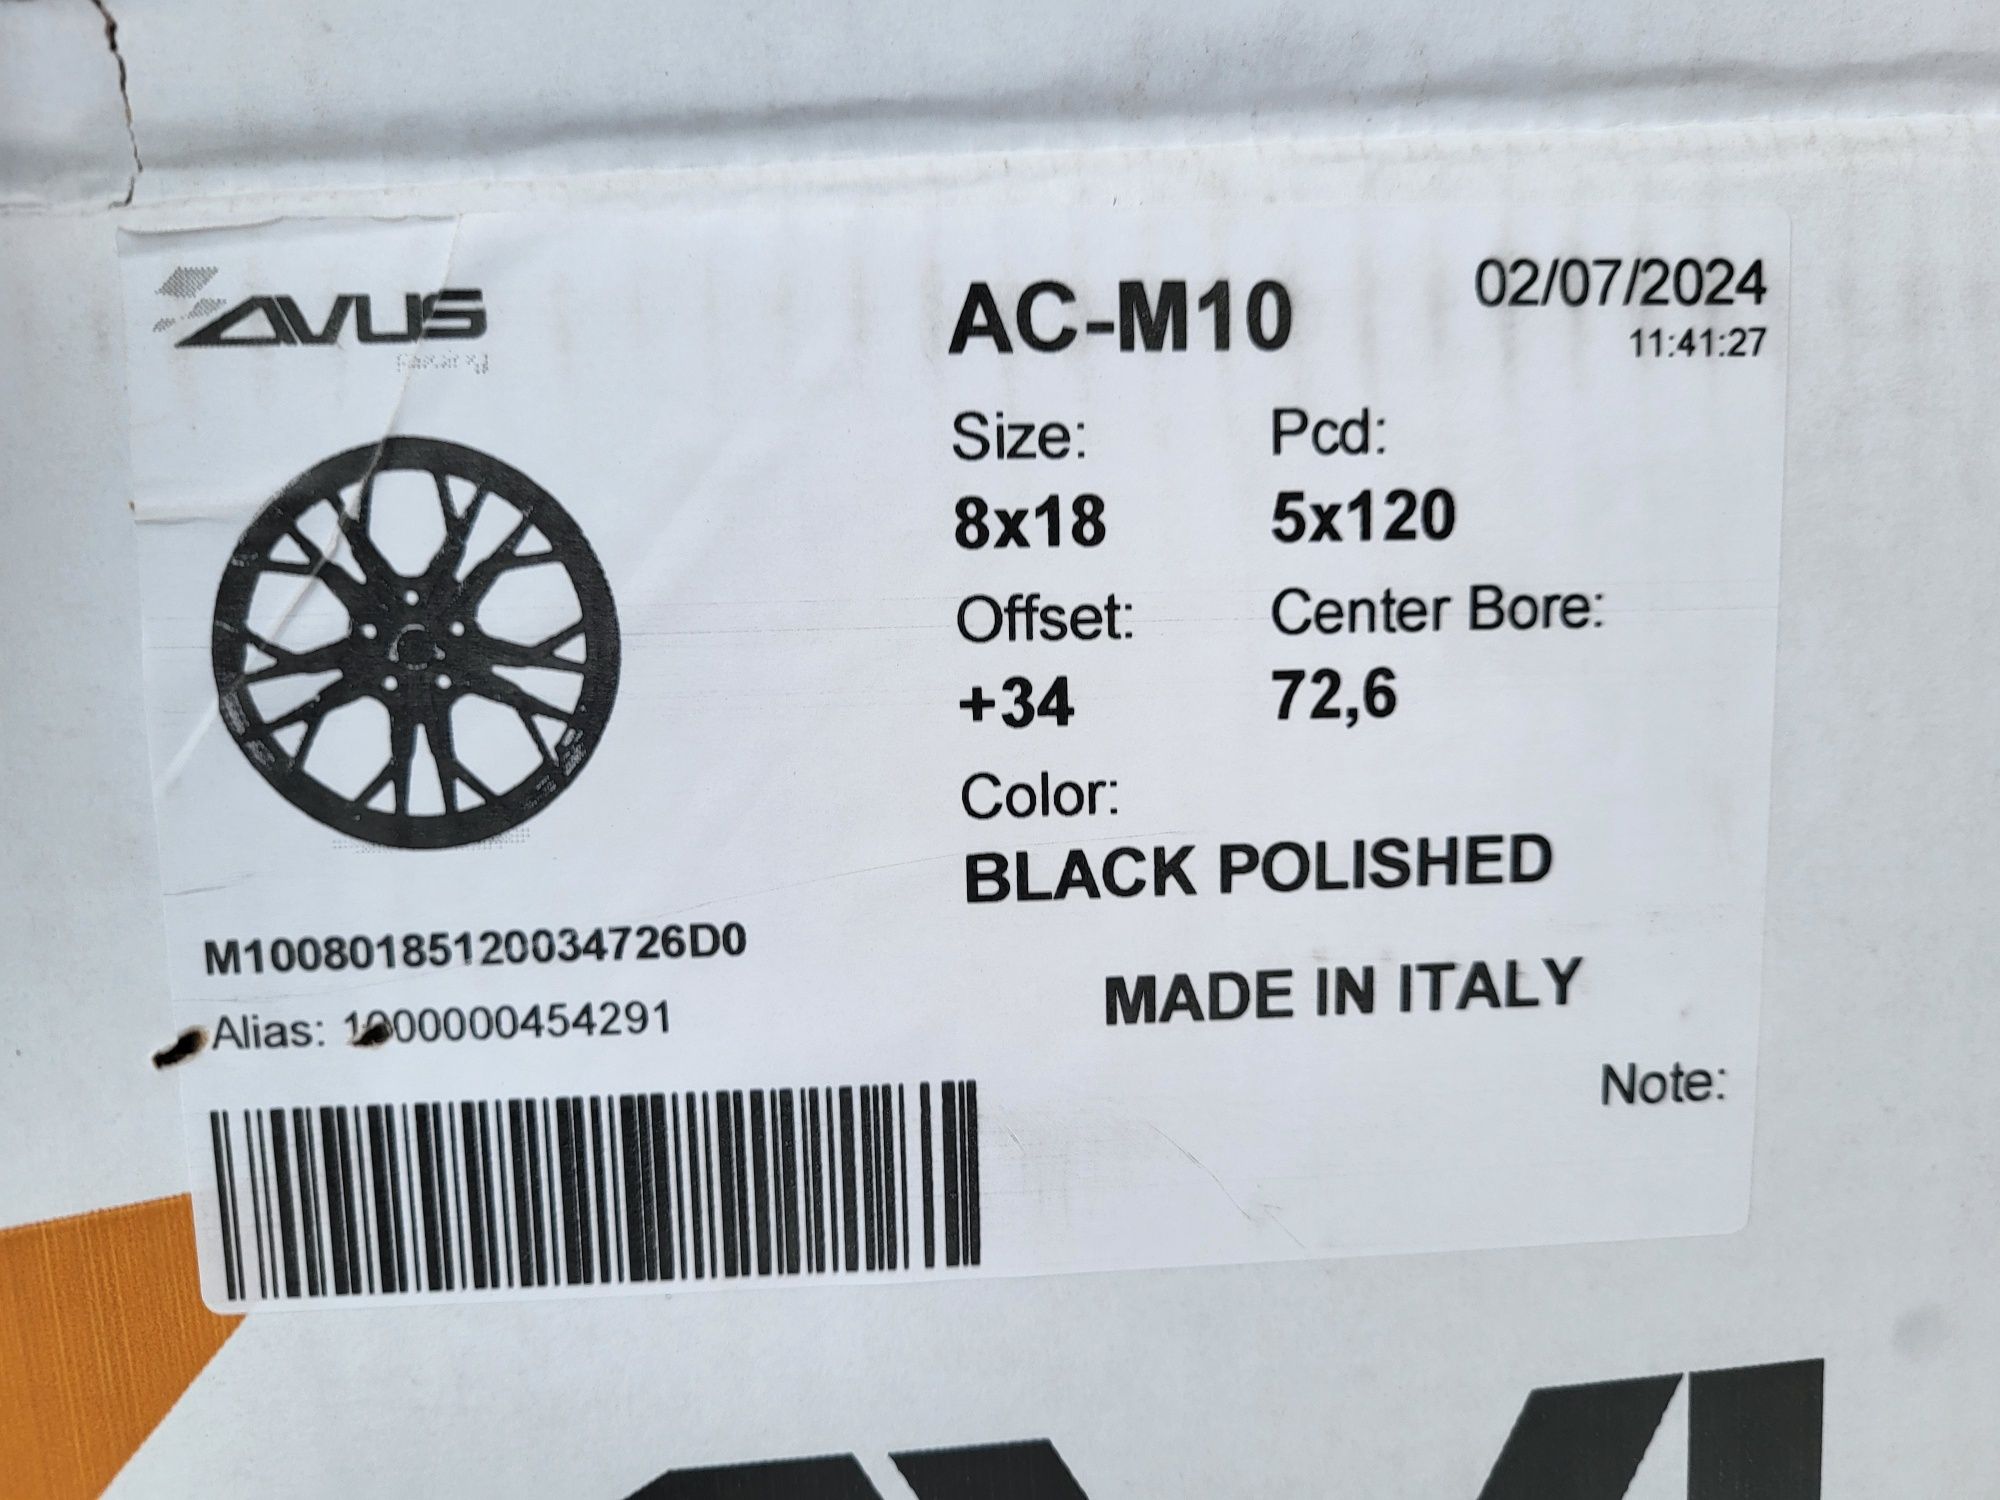 AVUS
Racing
AC-M10
02/07/2024
11:41:27
Size:
Pcd:
8x18
5x120
Offset:
Center Bore:
+34
72,6
Color:
BLACK POLISHED
M10080185120034726D0
Alias: 1000000454291
MADE IN ITALY
Note: